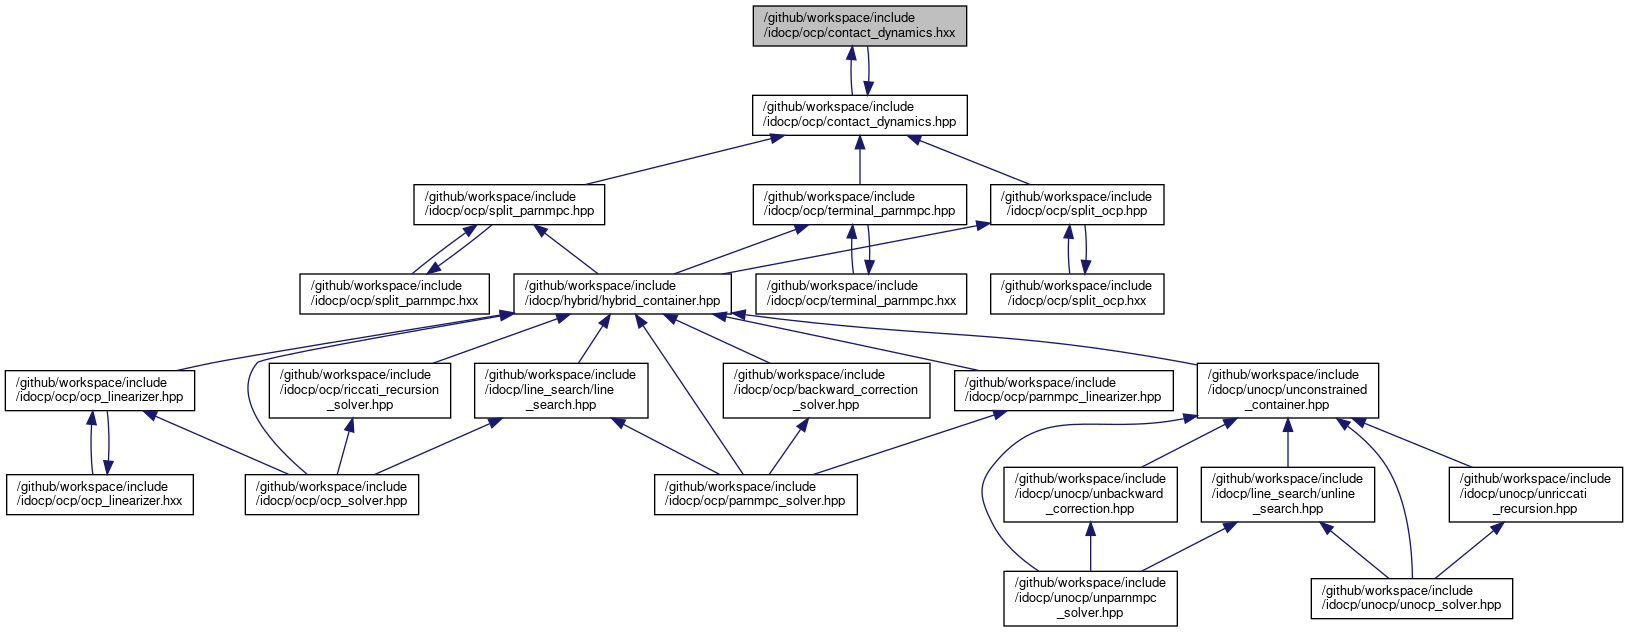 /github/workspace/include
/idocp/ocp/contact_dynamics.hxx
/github/workspace/include
/idocp/ocp/contact_dynamics.hpp
/github/workspace/include
/idocp/ocp/split_parnmpc.hpp
/github/workspace/include
/idocp/ocp/terminal_parnmpc.hpp
/github/workspace/include
/idocp/ocp/split_ocp.hpp
/github/workspace/include
/idocp/ocp/split_parnmpc.hxx
/github/workspace/include
/idocp/hybrid/hybrid_container.hpp
/github/workspace/include
/idocp/ocp/terminal_parnmpc.hxx
/github/workspace/include
/idocp/ocp/split_ocp.hxx
/github/workspace/include
/idocp/ocp/ocp_linearizer.hpp
/github/workspace/include
/idocp/ocp/riccati_recursion
_solver.hpp
/github/workspace/include
/idocp/line_search/line
_search.hpp
/github/workspace/include
/idocp/ocp/backward_correction
_solver.hpp
/github/workspace/include
/idocp/ocp/parnmpc_linearizer.hpp
/github/workspace/include
/idocp/unocp/unconstrained
_container.hpp
/github/workspace/include
/idocp/ocp/ocp_linearizer.hxx
/github/workspace/include
/idocp/ocp/ocp_solver.hpp
/github/workspace/include
/idocp/ocp/parnmpc_solver.hpp
/github/workspace/include
/idocp/unocp/unbackward
_correction.hpp
/github/workspace/include
/idocp/line_search/unline
_search.hpp
/github/workspace/include
/idocp/unocp/unriccati
_recursion.hpp
/github/workspace/include
/idocp/unocp/unparnmpc
_solver.hpp
/github/workspace/include
/idocp/unocp/unocp_solver.hpp